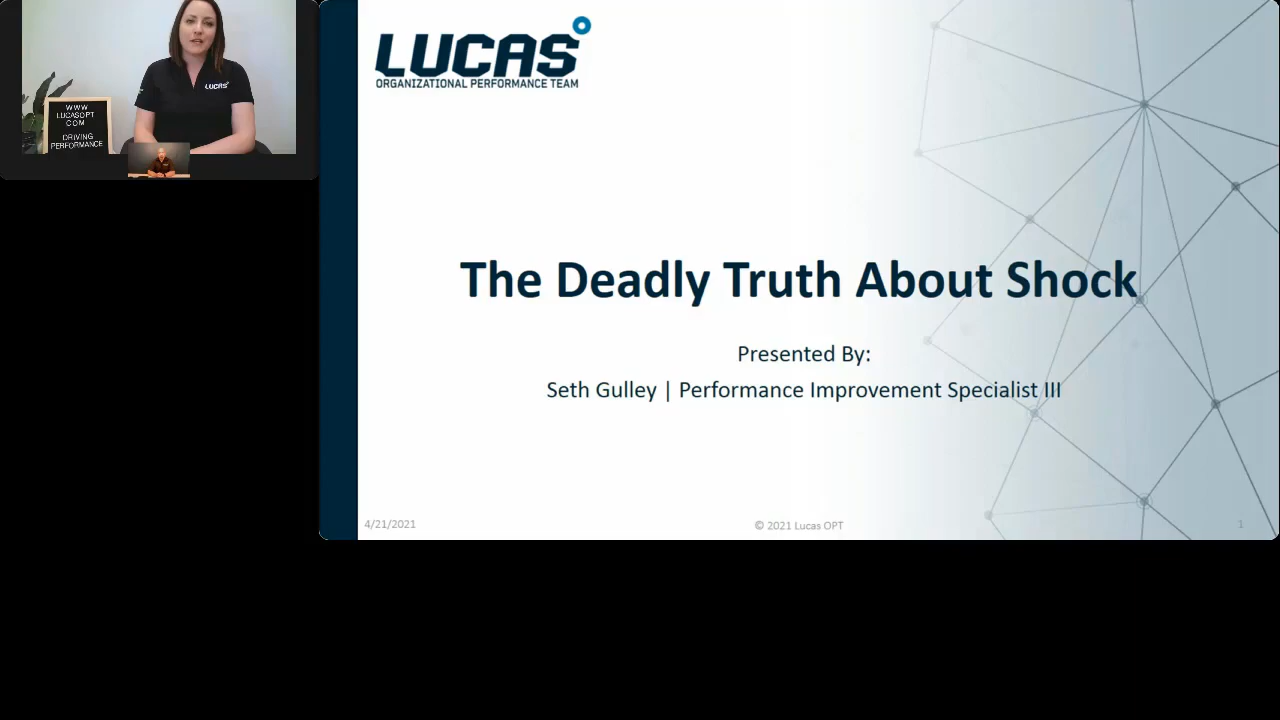 LUCAS
WWW
LUCASOPT
COM
DRIVING
PERFORMANCE
LUCAS
ORGANIZATIONAL PERFORMANCE TEAM
The Deadly Truth About Shock
Presented By:
Seth Gulley | Performance Improvement Specialist III
4/21/2021
© 2021 Lucas OPT
1